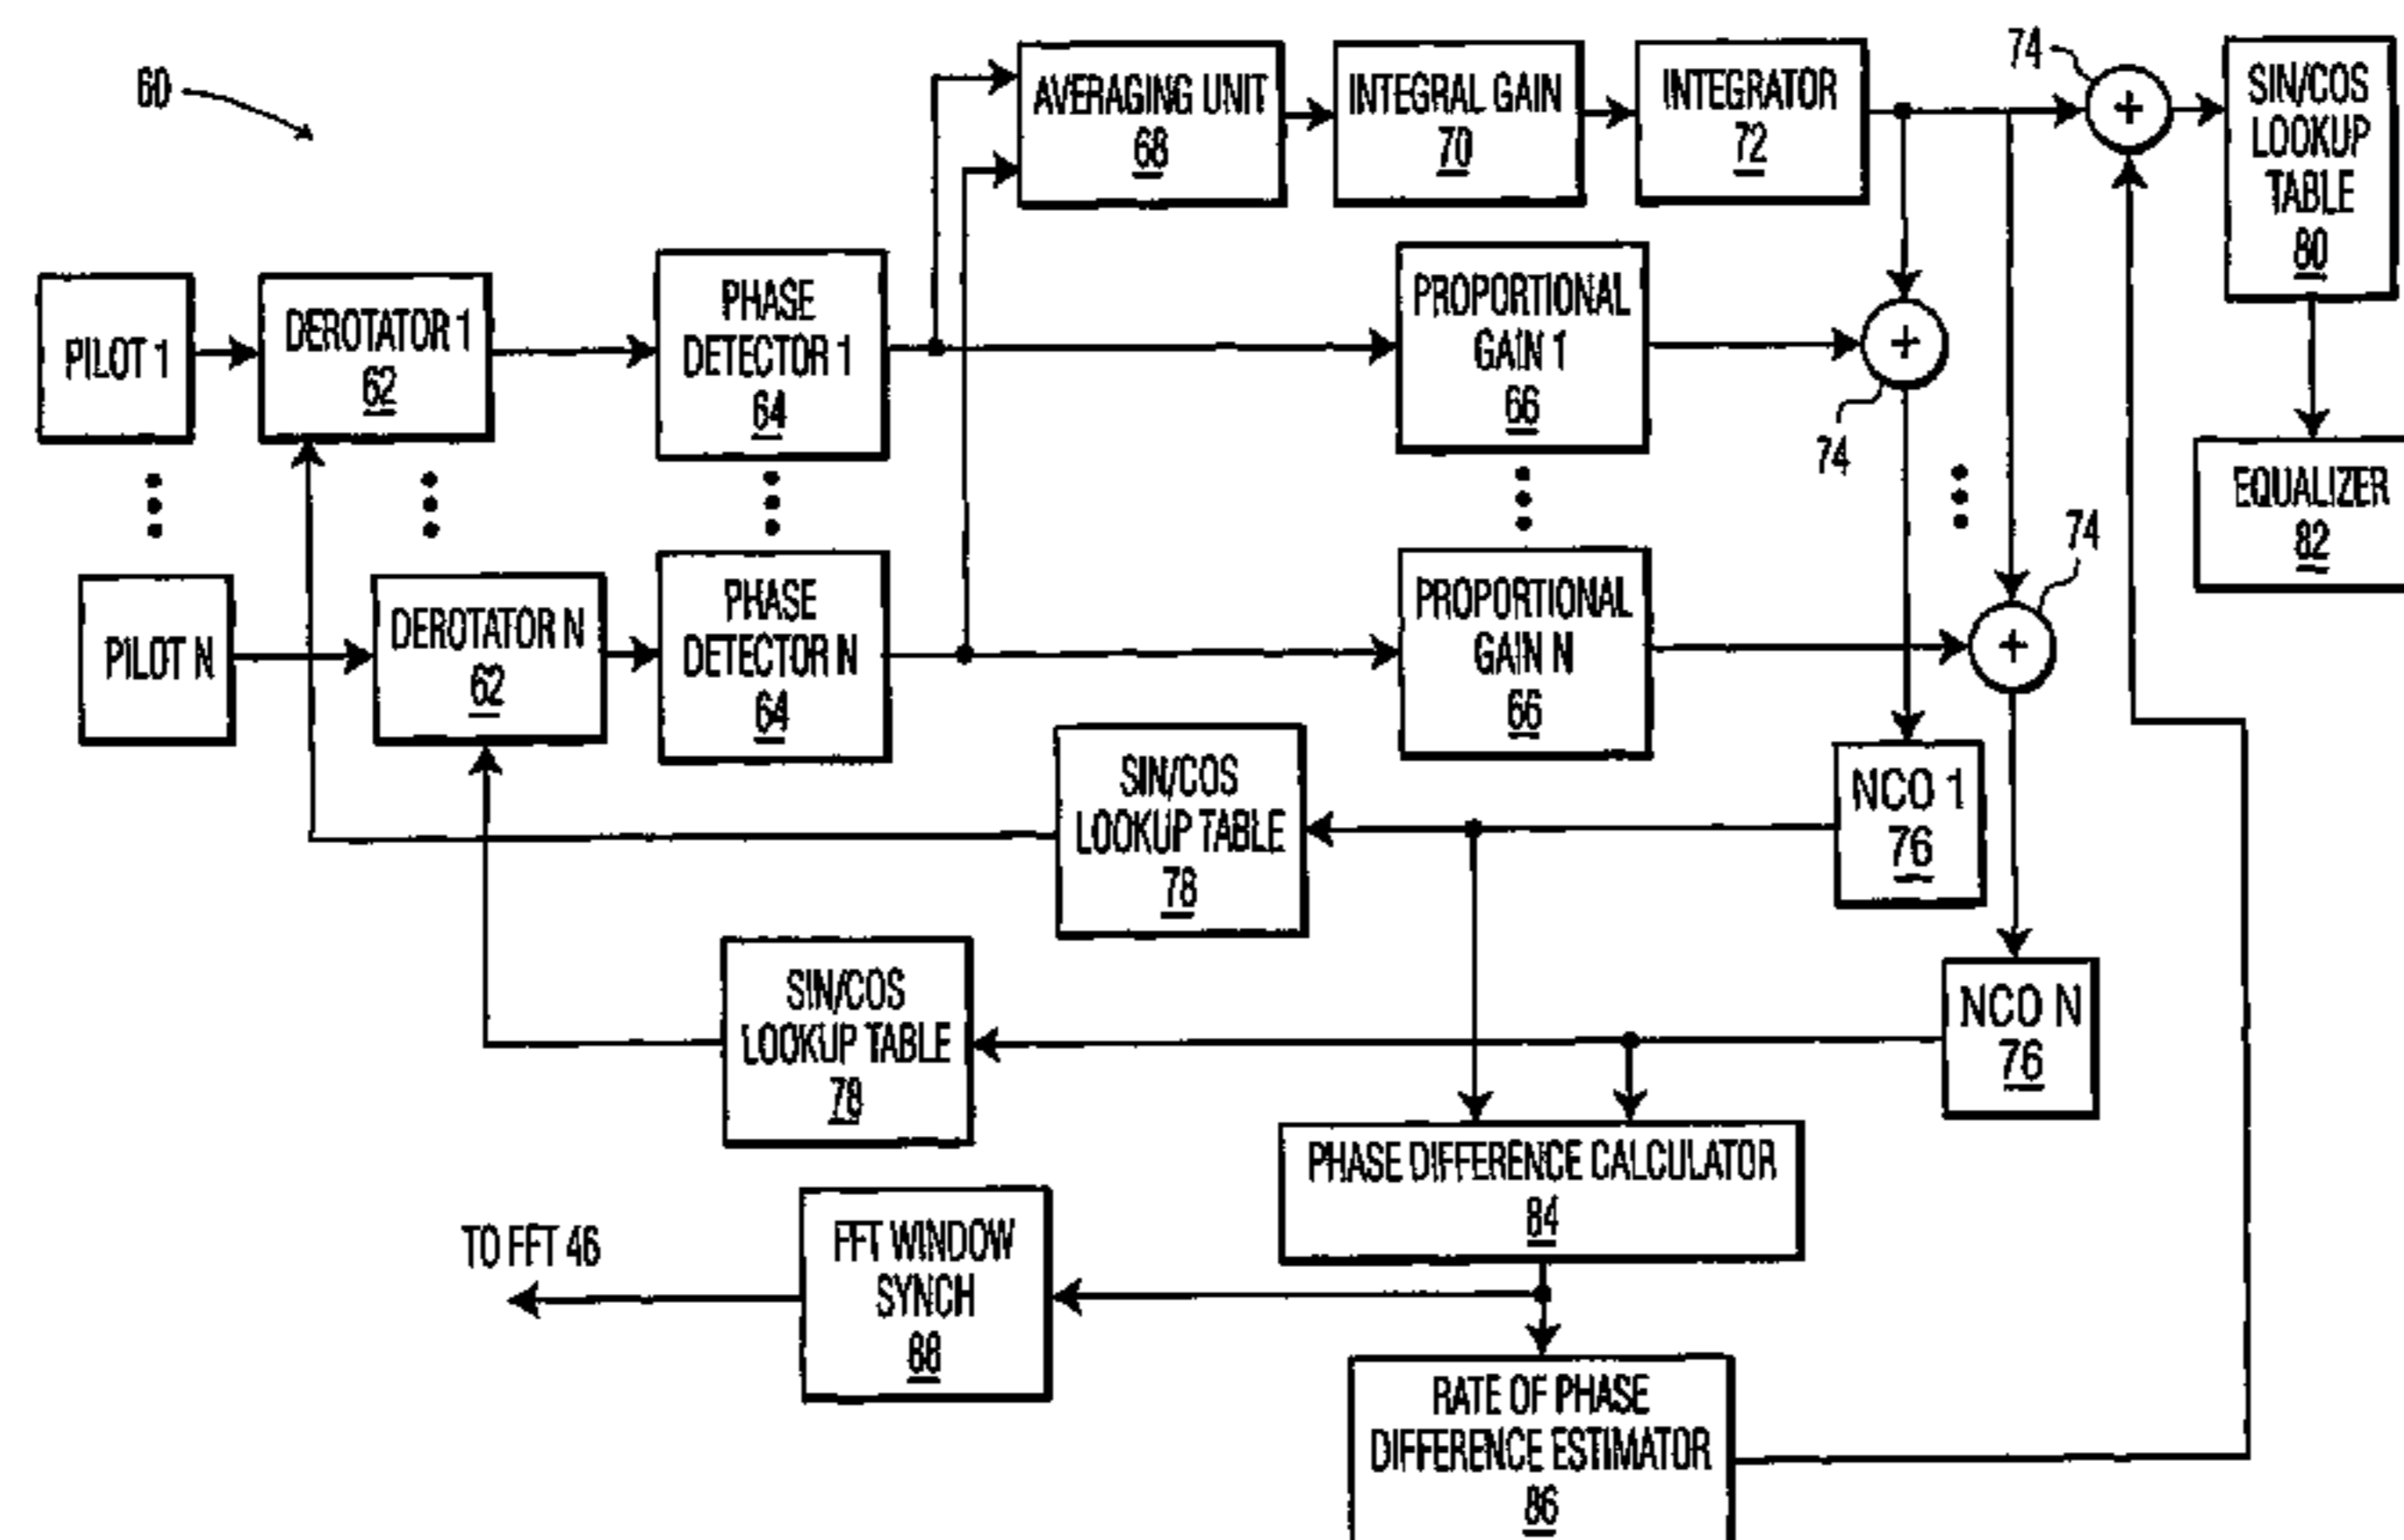 60
AVERAGING UNIT
68
INTEGRAL GAIN
70
INTEGRATOR
72
74
SIN/COS
LOOKUP
TABLE
80
PILOT 1
DEROTATOR 1
62
PHASE
DETECTOR 1
64
PROPORTIONAL
GAIN 1
66
74
EQUALIZER
82
PILOT N
DEROTATOR N
62
PHASE
DETECTOR N
64
PROPORTIONAL
GAIN N
66
74
SIN/COS
LOOKUP TABLE
78
NCO 1
76
SIN/COS
LOOKUP TABLE
78
NCO N
76
PHASE DIFFERENCE CALCULATOR
84
TO FFT 46
FFT WINDOW
SYNCH
88
RATE OF PHASE
DIFFERENCE ESTIMATOR
86